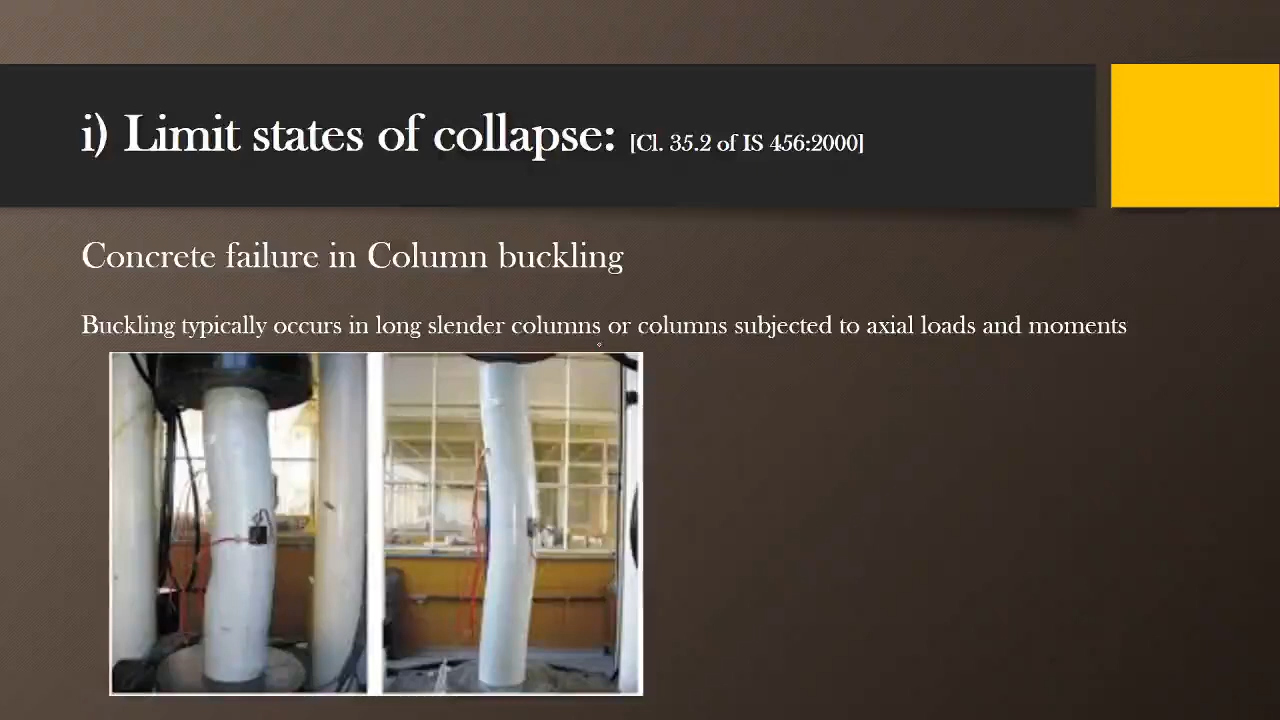 i) Limit states of collapse: [Cl. 35.2 of IS 456:2000]
Concrete failure in Column buckling
Buckling typically occurs in long slender columns or columns subjected to axial loads and moments